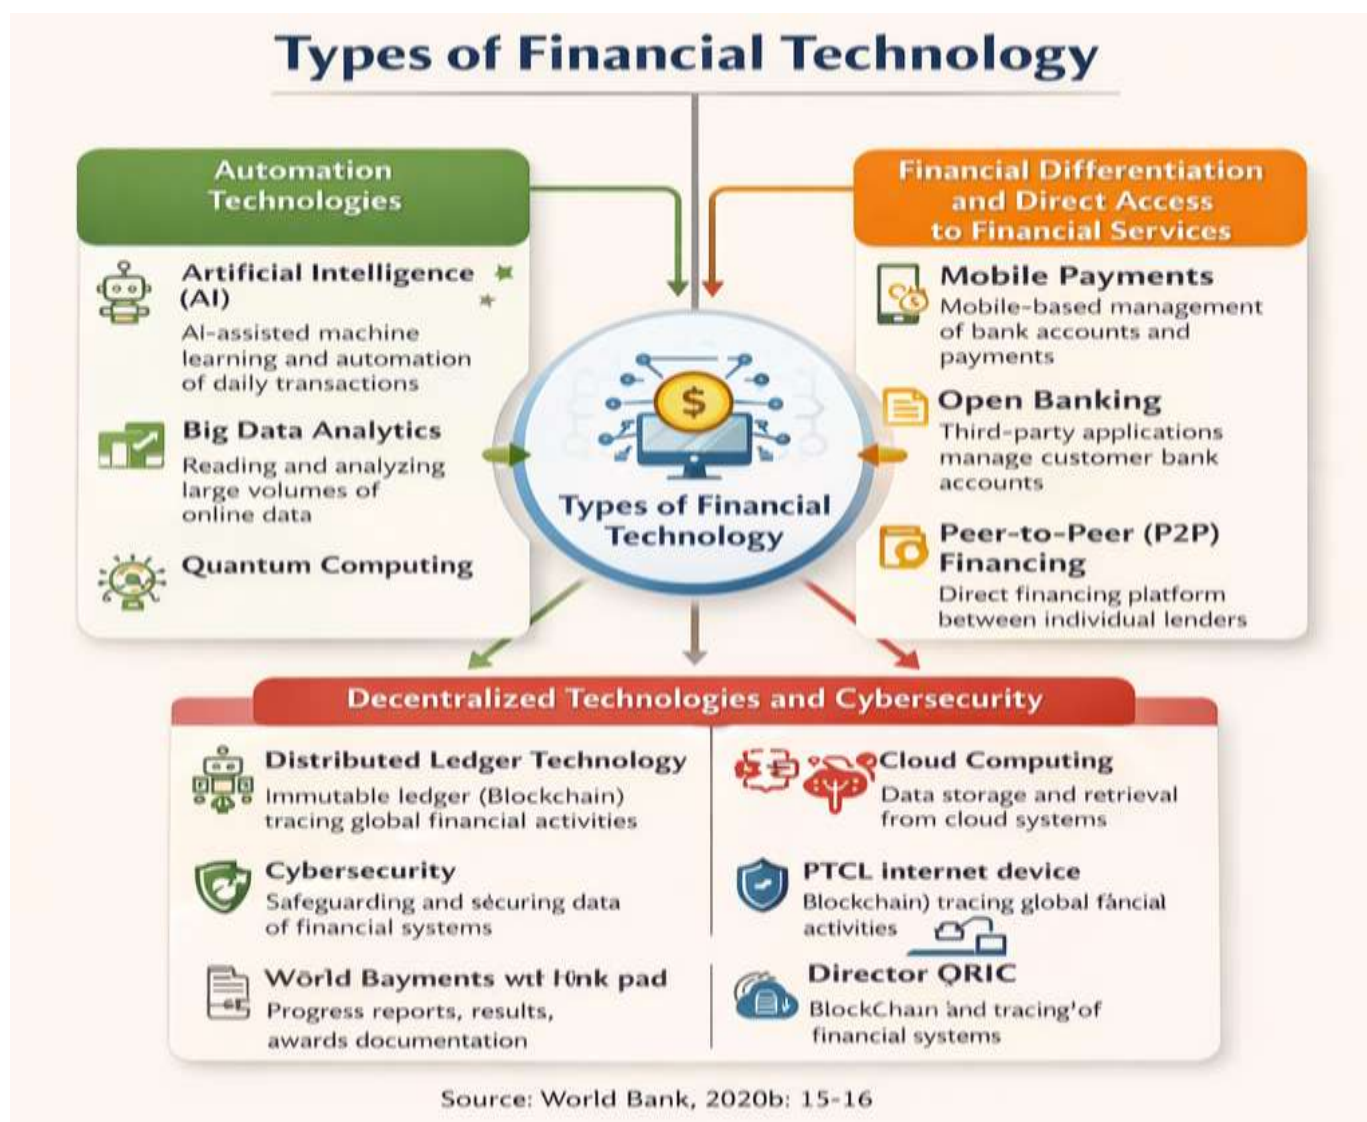 Types of Financial Technology
Automation
Technologies
Artificial Intelligence
(AI)
AI-assisted machine
learning and automation
of daily transactions
Big Data Analytics
Reading and analyzing
large volumes of
online data
Quantum Computing
$
Types of Financial
Technology
Financial Differentiation
and Direct Access
to Financial Services
Mobile Payments
Mobile-based management
of bank accounts and
payments
Open Banking
Third-party applications
manage customer bank
accounts
Peer-to-Peer (P2P)
Financing
Direct financing platform
between individual lenders
Decentralized Technologies and Cybersecurity
Distributed Ledger Technology
Immutable ledger (Blockchain)
tracing global financial activities
Cybersecurity
Safeguarding and sécuring data
of financial systems
Wõrld Bayments pad
Progress reports, results,
awards documentation
Cloud Computing
Data storage and retrieval
from cloud systems
PTCL internet device
Blockchain) tracing global fáncial
activities
Director QRIC
BlockChain and tracing'of
financial systems
Source: World Bank, 2020b: 15-16